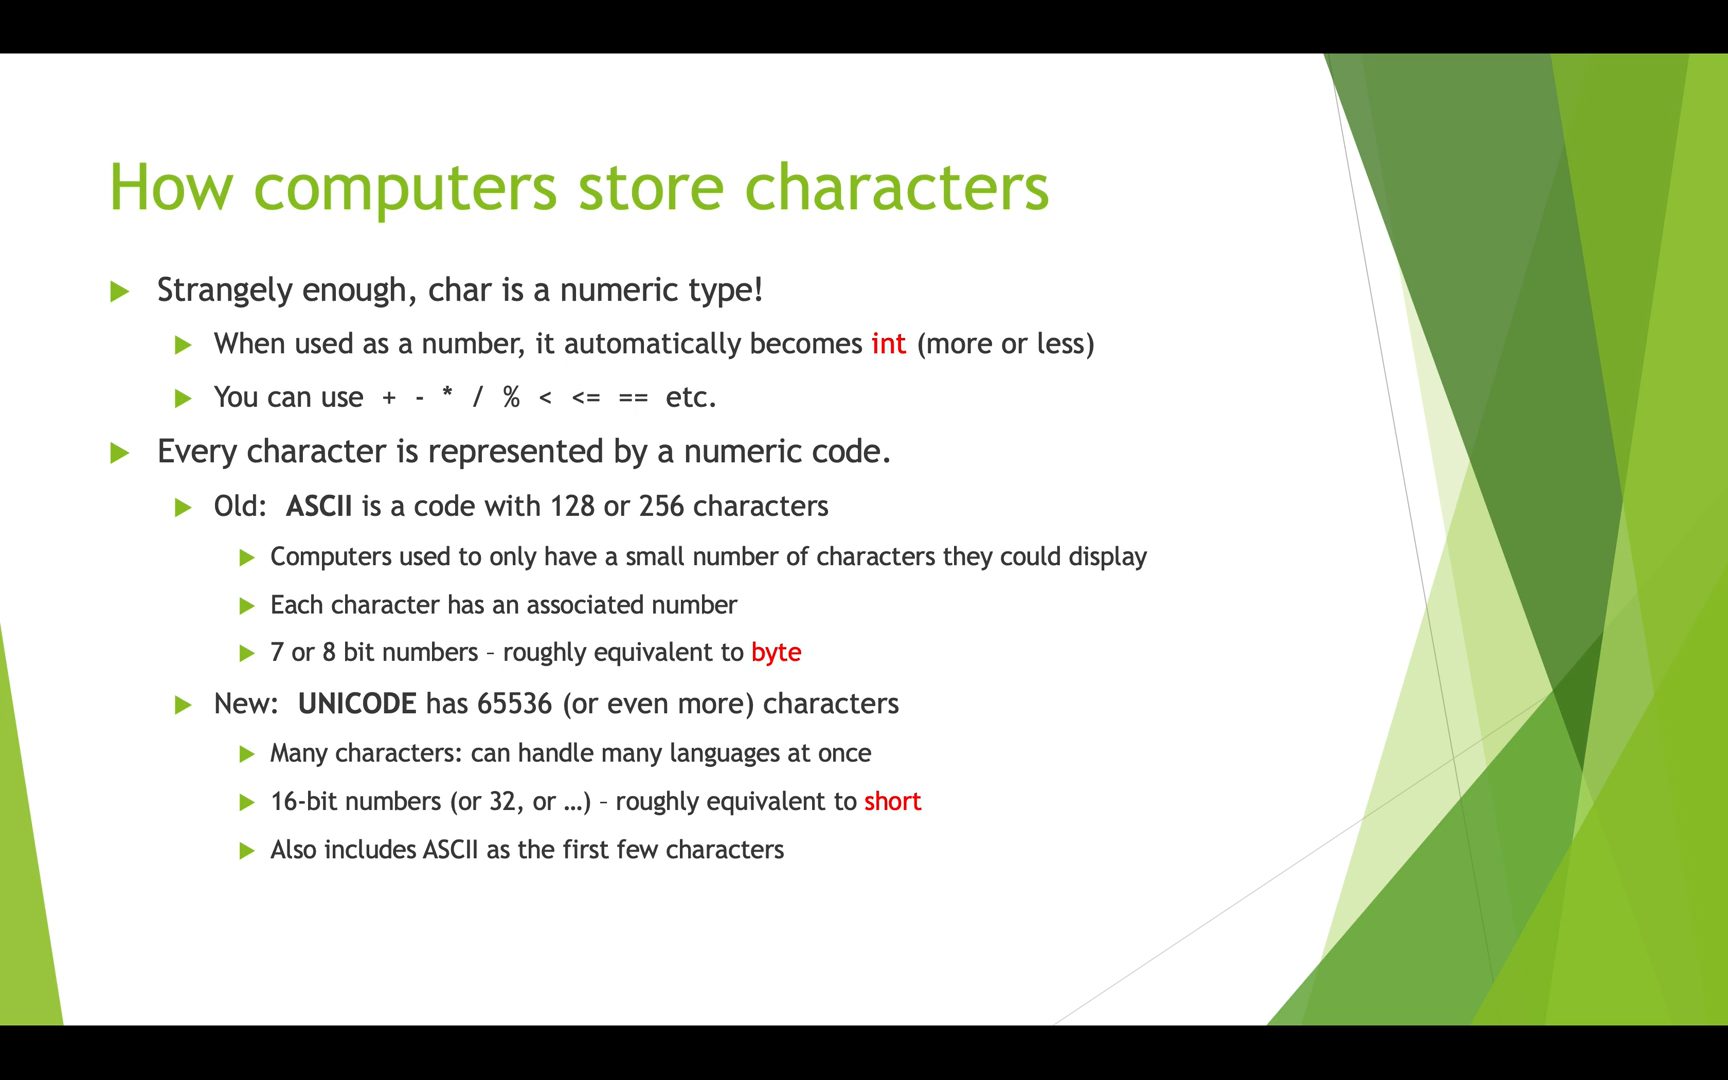 How computers store characters
Strangely enough, char is a numeric type!
When used as a number, it automatically becomes int (more or less)
You can use + - * / % < <= == etc.
Every character is represented by a numeric code.
Old: ASCII is a code with 128 or 256 characters
Computers used to only have a small number of characters they could display
Each character has an associated number
7 or 8 bit numbers – roughly equivalent to byte
New: UNICODE has 65536 (or even more) characters
Many characters: can handle many languages at once
16-bit numbers (or 32, or …) – roughly equivalent to short
Also includes ASCII as the first few characters